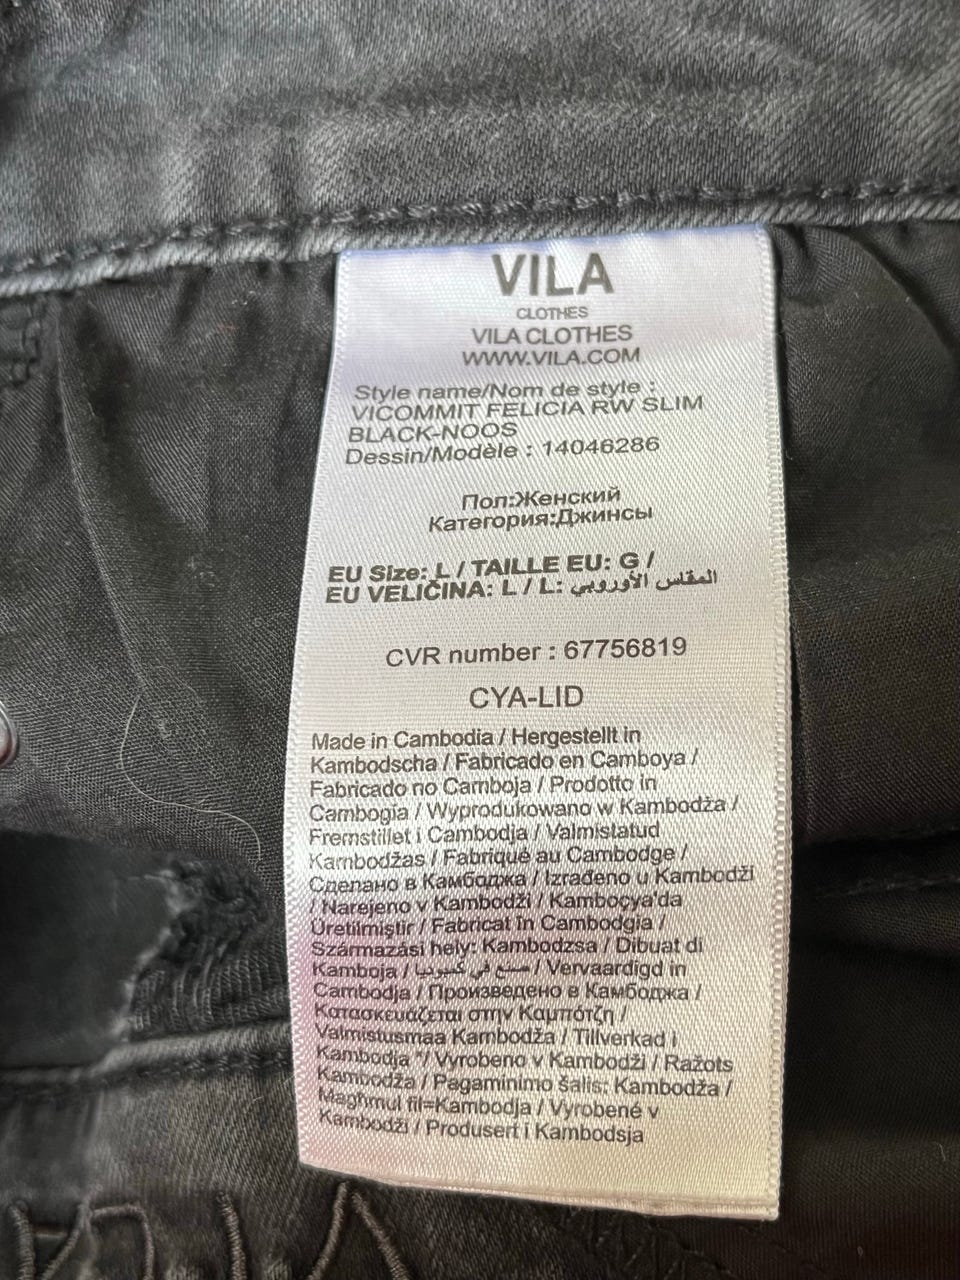 VILA
CLOTHES
VILA CLOTHES
WWW.VILA.COM
Style name/Nom de style :
VICOMMIT FELICIA RW SLIM
BLACK-NOOS
Dessin/Modèle : 14046286
Пол:Женский
Категория:Джинсы
EU Size: L / TAILLE EU: G /
EU VELIČINA: L / L: المقاس الأوروبي
CVR number : 67756819
CYA-LID
Made in Cambodia / Hergestellt in
Kambodscha / Fabricado en Camboya /
Fabricado no Camboja / Prodotto in
Cambogia / Wyprodukowano w Kambodża /
Fremstillet i Cambodja / Valmistatud
Kambodžas / Fabriqué au Cambodge /
Сделано в Камбоджа / Izrađeno u Kambodži
/ Narejeno v Kambodži / Kamboçya'da
Üretilmiştir / Fabricat în Cambodgia /
Származási hely: Kambodzsa / Dibuat di
Kamboja / صنع في كمبوديا / Vervaardigd in
Cambodja / Произведено в Камбоджа /
Κατασκευάζεται στην Καμπότζη /
Valmistusmaa Kambodža / Tillverkad i
Kambodja "/ Vyrobeno v Kambodži / Ražots
Kambodža / Pagaminimo šalis: Kambodža /
Magħmul fil=Kambodja / Vyrobené v
Kambodži / Produsert i Kambodsja